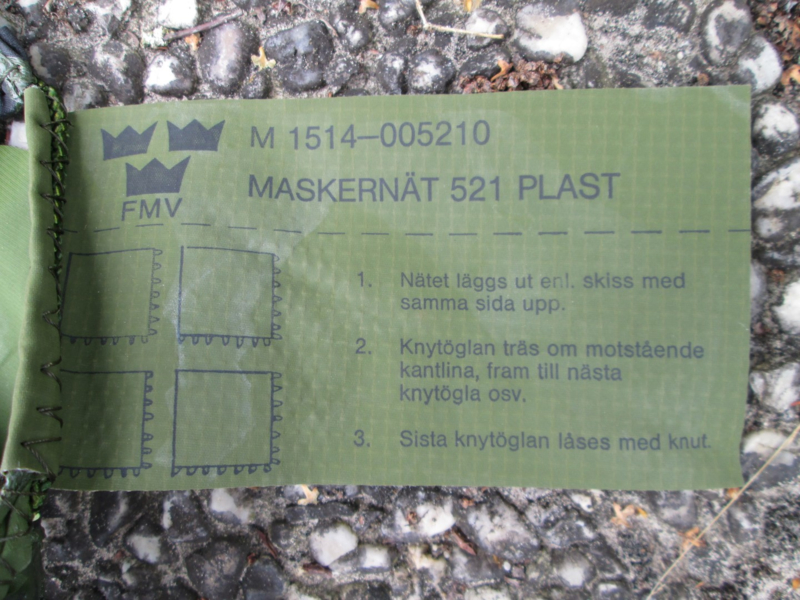 M 1514-005210
MASKERNÄT 521 PLAST
FMV
1. Nätet läggs ut enl. skiss med
samma sida upp.
2. Knytöglan träs om motstående
kantlina, fram till nästa
knytögla osv.
3. Sista knytöglan låses med knut.